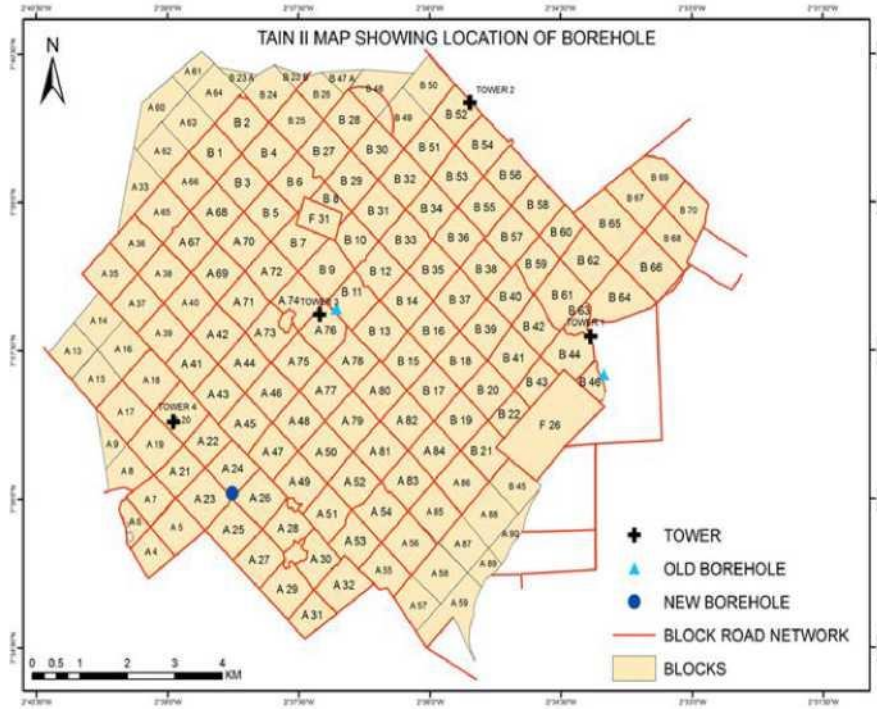 TAIN II MAP SHOWING LOCATION OF BOREHOLE
N
TOWER 2
A 61
B 23 A
B 47 A
B 48
B 50
A 64
B 24
A 60
B 52
A 63
B 2
B 25
B 28
B 49
B 54
A 62
B 1
B 4
B 27
B 30
B 51
B 56
A 33
A 66
B 3
B 6
B 29
B 32
B 53
B 58
B 69
B 67
A 65
A 68
B 5
B 8
F 31
B 31
B 34
B 55
B 60
B 65
B 70
A 36
A 67
A 70
B 7
B 10
B 33
B 36
B 57
B 62
B 68
A 35
A 38
A 69
A 72
B 9
B 12
B 35
B 38
B 59
B 66
A 37
A 40
A 71
A 74
TOWER 3
B 11
B 14
B 37
B 40
B 61
B 64
B 63
A 14
A 39
A 42
A 73
A 76
B 13
B 16
B 39
B 42
TOWER 1
A 13
A 16
A 41
A 44
A 75
A 78
B 15
B 18
B 41
B 44
A 15
A 18
A 43
A 46
A 77
A 80
B 17
B 20
B 43
B 46
A 17
TOWER 4
20
A 45
A 48
A 79
A 82
B 19
B 22
F 26
A 9
A 19
A 22
A 47
A 50
A 81
A 84
B 21
A 8
A 21
A 24
A 49
A 52
A 83
A 86
B 45
A 7
A 23
A 26
A 51
A 54
A 85
A 88
A 5
A 25
A 28
A 53
A 56
A 87
A 90
A 4
A 27
A 30
A 55
A 58
A 89
A 29
A 32
A 57
A 59
A 31
TOWER
OLD BOREHOLE
NEW BOREHOLE
BLOCK ROAD NETWORK
BLOCKS
0 0.5 1 2 3 4
KM